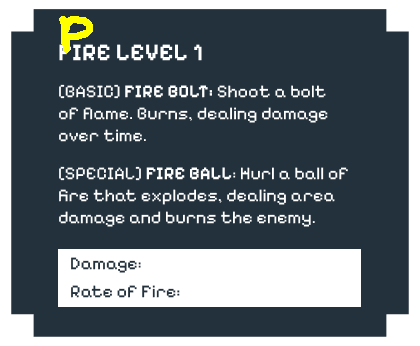 P
FIRE LEVEL 1
(BASIC) FIRE BOLT: Shoot a bolt
of flame. Burns, dealing damage
over time.
(SPECIAL) FIRE BALL: Hurl a ball of
fire that explodes, dealing area
damage and burns the enemy.
Damage:
Rate of Fire: